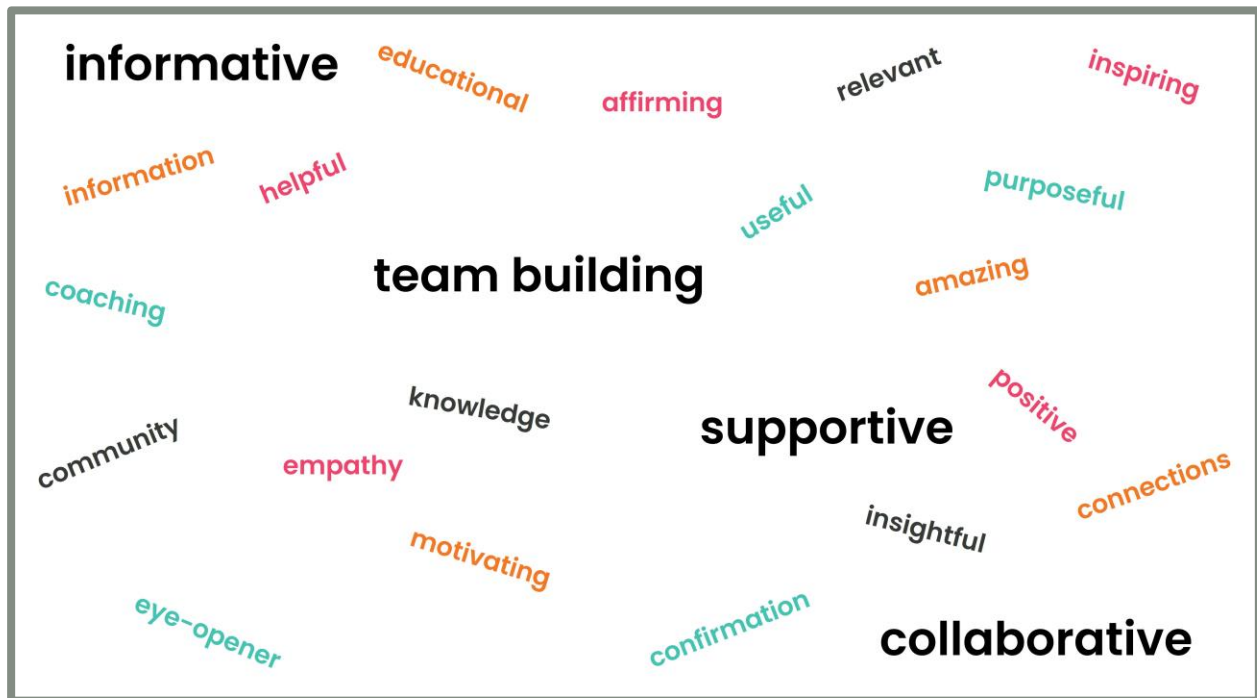 informative
educational
affirming
relevant
inspiring
information
helpful
useful
purposeful
team building
amazing
coaching
knowledge
supportive
positive
community
empathy
connections
insightful
motivating
eye-opener
confirmation
collaborative